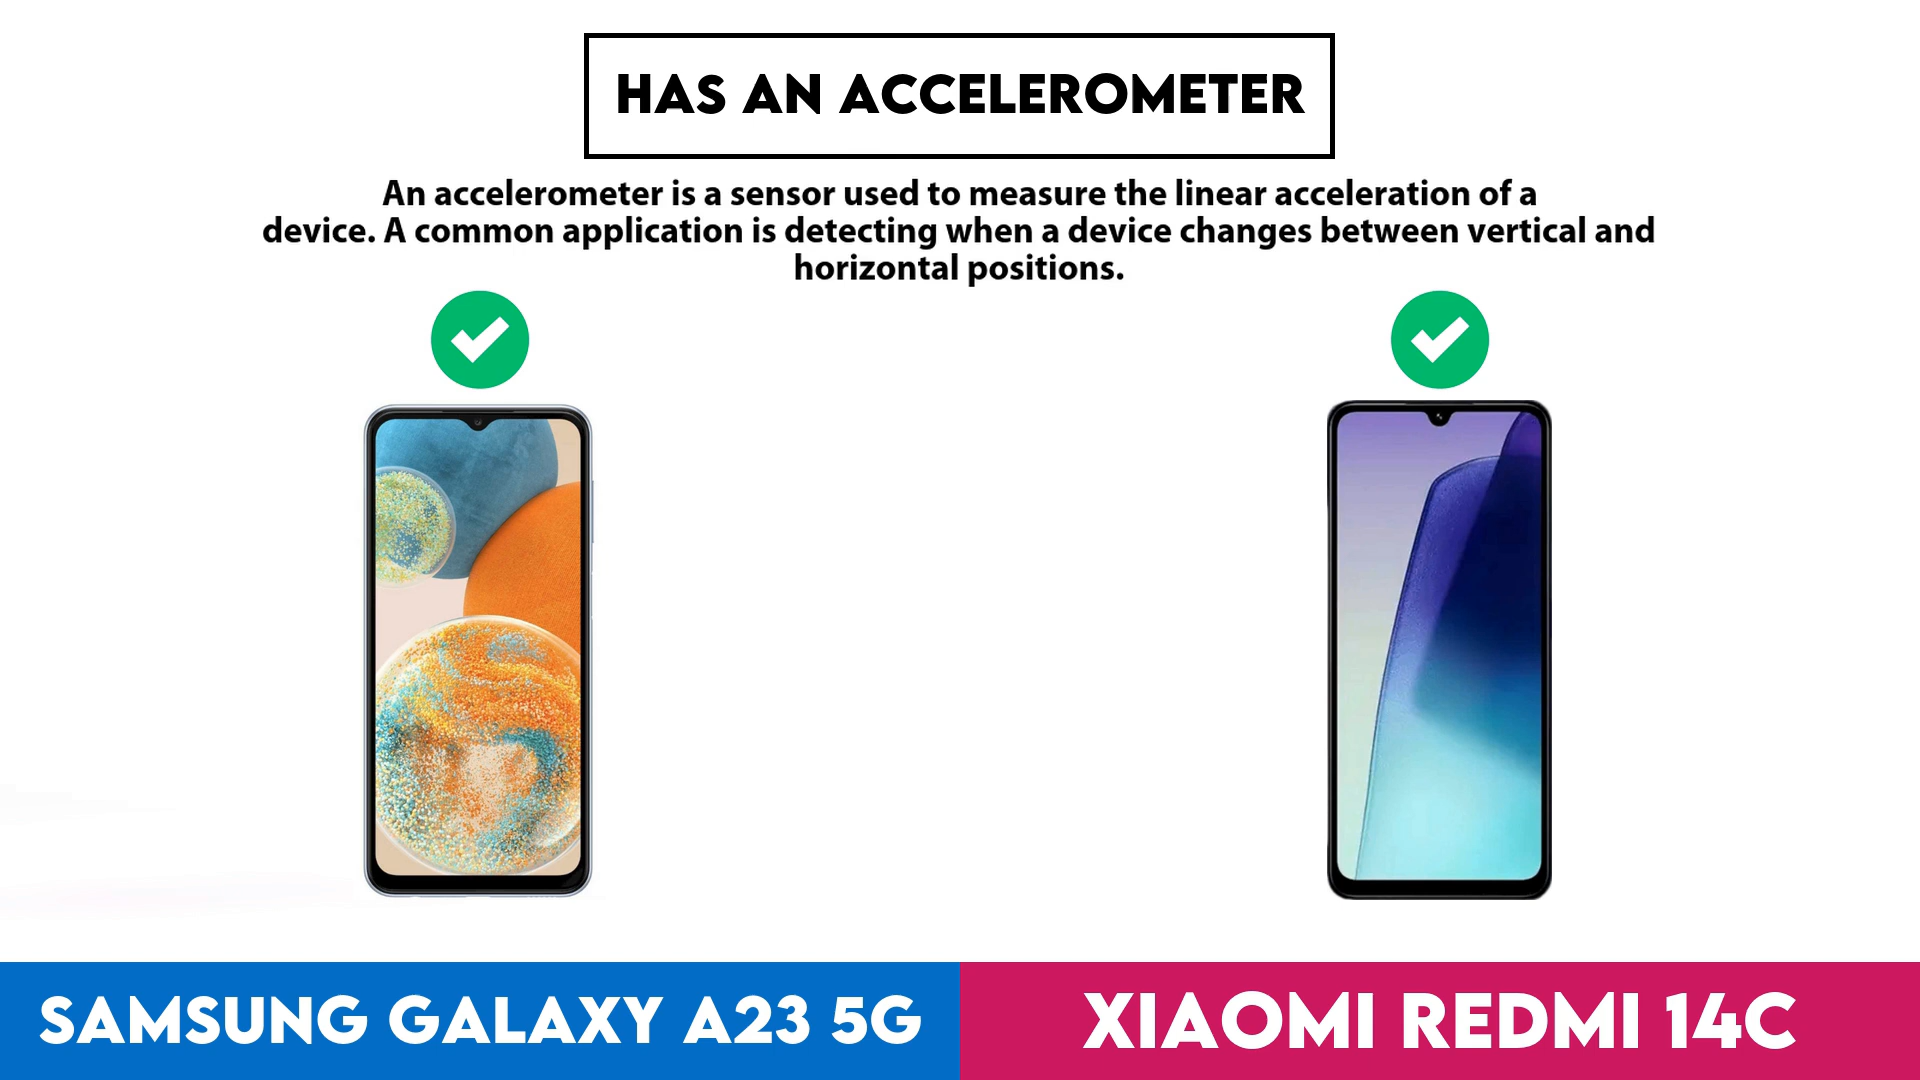 HAS AN ACCELEROMETER
An accelerometer is a sensor used to measure the linear acceleration of a
device. A common application is detecting when a device changes between vertical and
horizontal positions.
SAMSUNG GALAXY A23 5G
XIAOMI REDMI 14C